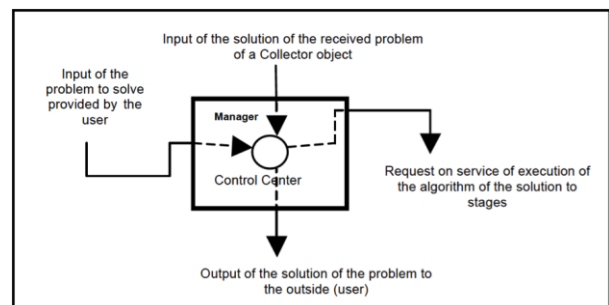 Input of the solution of the received problem
of a Collector object
Input of the
problem to solve
provided by the
user
Manager
Control Center
Request on service of execution of
the algorithm of the solution to
stages
Output of the solution of the problem to
the outside (user)